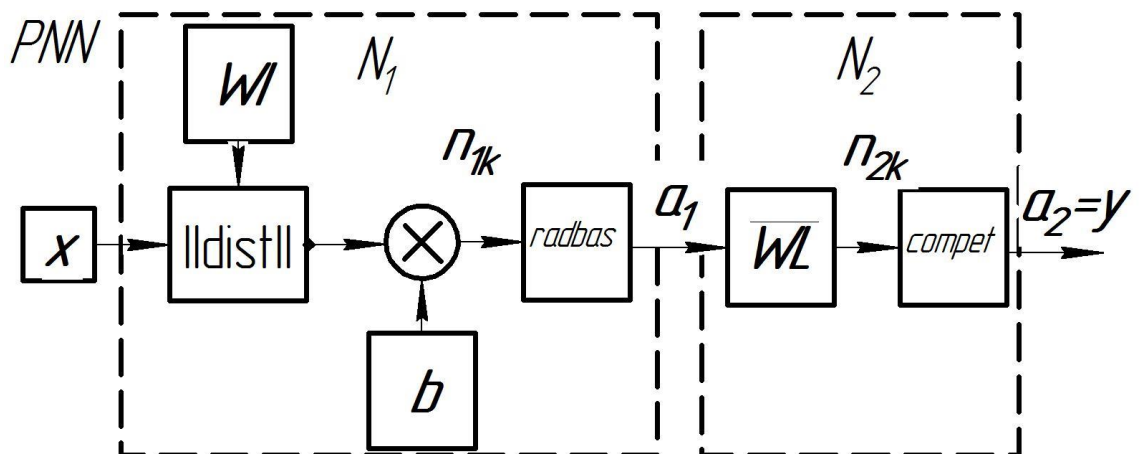 PNN
N₁
N₂
WI
n₁ₖ
n₂ₖ
x
||dist||
radbas
a₁
WL
compet
a₂=y
b